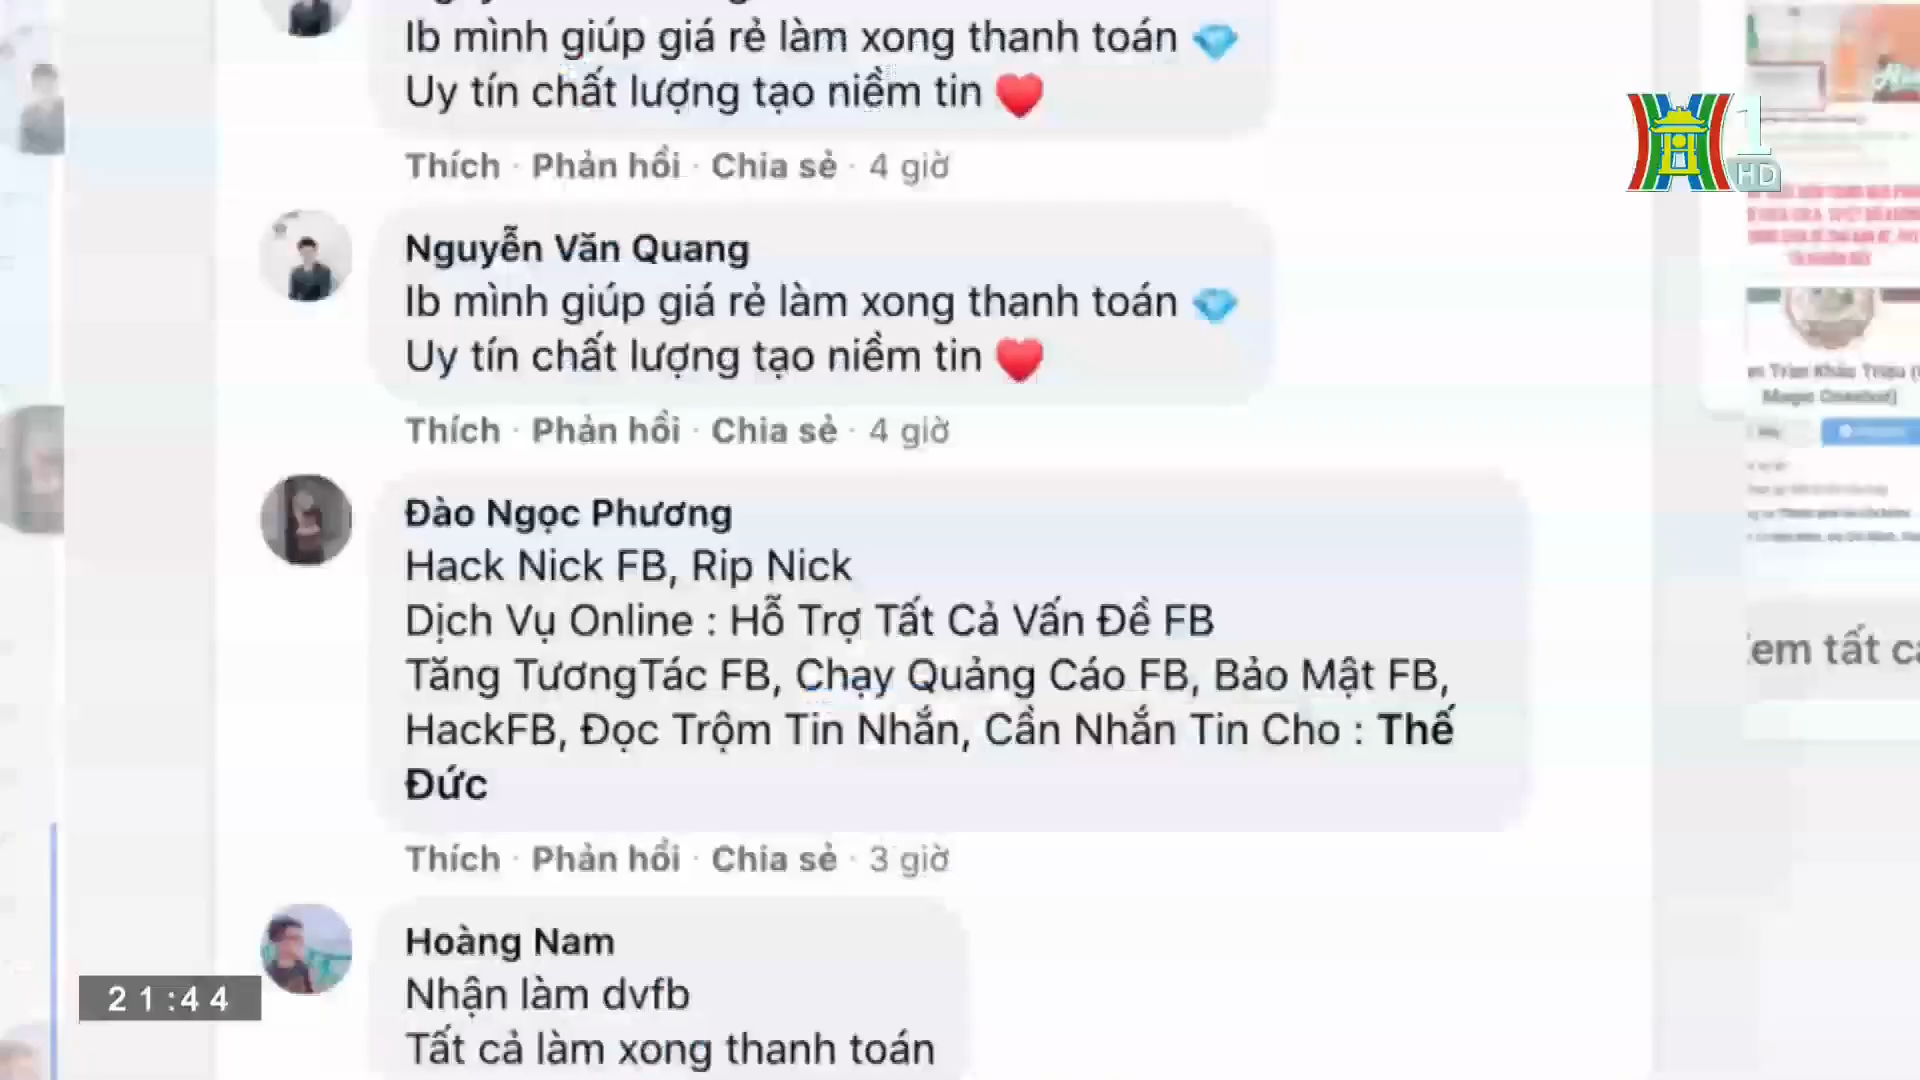 Ib mình giúp giá rẻ làm xong thanh toán
Uy tín chất lượng tạo niềm tin
Thích · Phản hồi · Chia sẻ · 4 giờ
1
HD
Nguyễn Văn Quang
Ib mình giúp giá rẻ làm xong thanh toán
Uy tín chất lượng tạo niềm tin
Thích · Phản hồi · Chia sẻ · 4 giờ
Đào Ngọc Phương
Hack Nick FB, Rip Nick
Dịch Vụ Online : Hỗ Trợ Tất Cả Vấn Đề FB
Tăng TươngTác FB, Chạy Quảng Cáo FB, Bảo Mật FB,
HackFB, Đọc Trộm Tin Nhắn, Cần Nhắn Tin Cho : Thế
Đức
Thích · Phản hồi · Chia sẻ · 3 giờ
Hoàng Nam
Nhận làm dvfb
Tất cả làm xong thanh toán
tất
21:44